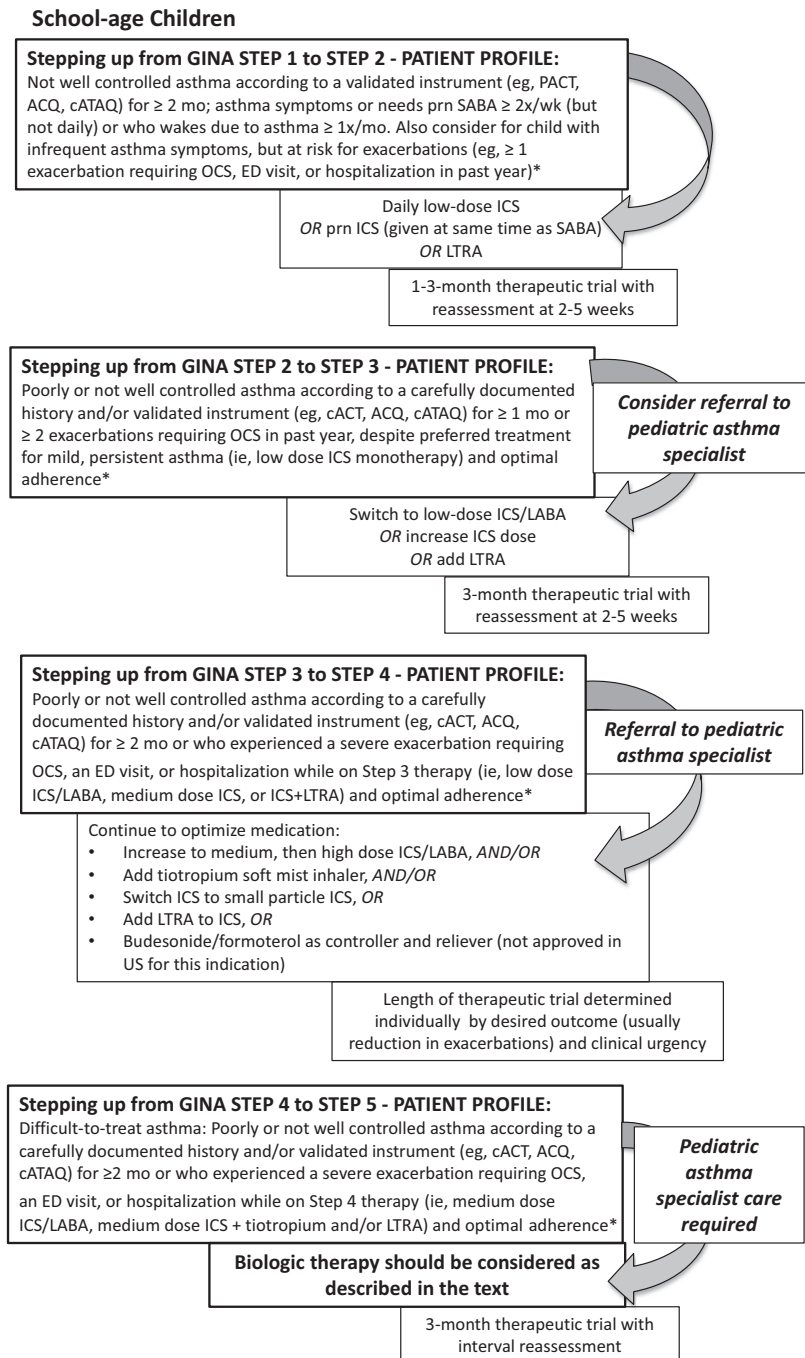 School-age Children
Stepping up from GINA STEP 1 to STEP 2 - PATIENT PROFILE:
Not well controlled asthma according to a validated instrument (eg, PACT,
ACQ, cATAQ) for ≥ 2 mo; asthma symptoms or needs prn SABA ≥ 2x/wk (but
not daily) or who wakes due to asthma ≥ 1x/mo. Also consider for child with
infrequent asthma symptoms, but at risk for exacerbations (eg, ≥ 1
exacerbation requiring OCS, ED visit, or hospitalization in past year)*
Daily low-dose ICS
OR prn ICS (given at same time as SABA)
OR LTRA
1-3-month therapeutic trial with
reassessment at 2-5 weeks
Stepping up from GINA STEP 2 to STEP 3 - PATIENT PROFILE:
Poorly or not well controlled asthma according to a carefully documented
history and/or validated instrument (eg, cACT, ACQ, cATAQ) for ≥ 1 mo or
≥ 2 exacerbations requiring OCS in past year, despite preferred treatment
for mild, persistent asthma (ie, low dose ICS monotherapy) and optimal
adherence*
Consider referral to
pediatric asthma
specialist
Switch to low-dose ICS/LABA
OR increase ICS dose
OR add LTRA
3-month therapeutic trial with
reassessment at 2-5 weeks
Stepping up from GINA STEP 3 to STEP 4 - PATIENT PROFILE:
Poorly or not well controlled asthma according to a carefully
documented history and/or validated instrument (eg, cACT, ACQ,
cATAQ) for ≥ 2 mo or who experienced a severe exacerbation requiring
OCS, an ED visit, or hospitalization while on Step 3 therapy (ie, low dose
ICS/LABA, medium dose ICS, or ICS+LTRA) and optimal adherence*
Referral to pediatric
asthma specialist
Continue to optimize medication:
• Increase to medium, then high dose ICS/LABA, AND/OR
• Add tiotropium soft mist inhaler, AND/OR
• Switch ICS to small particle ICS, OR
• Add LTRA to ICS, OR
• Budesonide/formoterol as controller and reliever (not approved in
US for this indication)
Length of therapeutic trial determined
individually by desired outcome (usually
reduction in exacerbations) and clinical urgency
Stepping up from GINA STEP 4 to STEP 5 - PATIENT PROFILE:
Difficult-to-treat asthma: Poorly or not well controlled asthma according to a
carefully documented history and/or validated instrument (eg, cACT, ACQ,
cATAQ) for ≥2 mo or who experienced a severe exacerbation requiring OCS,
an ED visit, or hospitalization while on Step 4 therapy (ie, medium dose
ICS/LABA, medium dose ICS + tiotropium and/or LTRA) and optimal adherence*
Pediatric
asthma
specialist care
required
Biologic therapy should be considered as
described in the text
3-month therapeutic trial with
interval reassessment